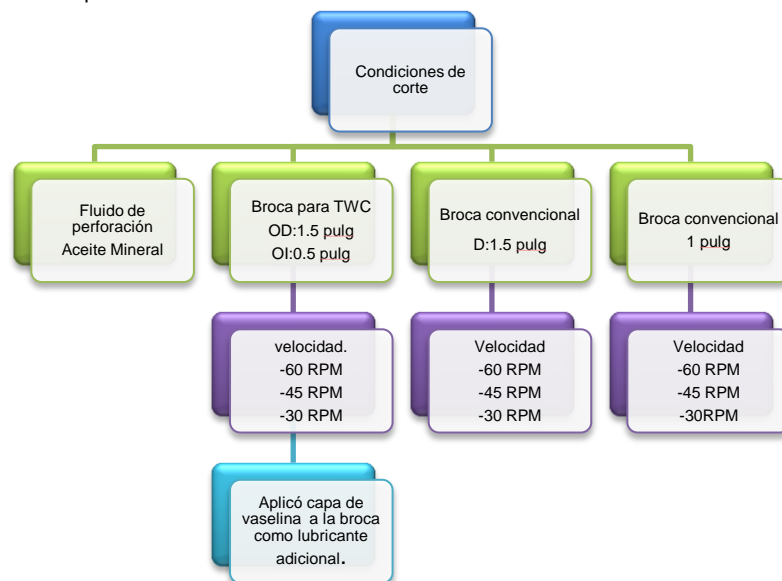 Condiciones de
corte
Fluido de
perforación
Aceite Mineral
Broca para TWC
OD:1.5 pulg
OI:0.5 pulg
Broca convencional
D:1.5 pulg
Broca convencional
1 pulg
velocidad.
-60 RPM
-45 RPM
-30 RPM
Velocidad
-60 RPM
-45 RPM
-30 RPM
Velocidad
-60 RPM
-45 RPM
-30RPM
Aplicó capa de
vaselina a la broca
como lubricante
adicional.